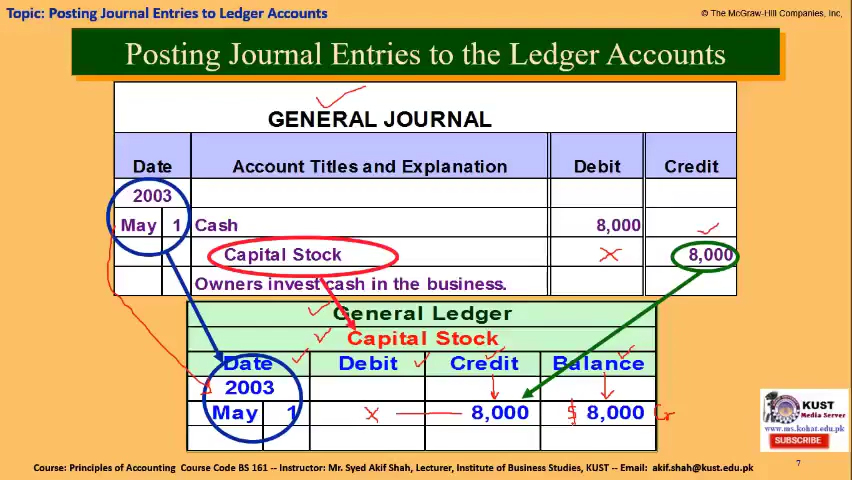 Topic: Posting Journal Entries to Ledger Accounts
© The McGraw-Hill Companies, Inc,
Posting Journal Entries to the Ledger Accounts
GENERAL JOURNAL
Date Account Titles and Explanation Debit Credit
2003
May 1 Cash 8,000
Capital Stock 8,000
Owners invest cash in the business.
General Ledger
Capital Stock
Date Debit Credit Balance
2003
May 1 8,000 $ 8,000 Cr
KUST
Media Server
www.ms.kohat.edu.pk
SUBSCRIBE
Course: Principles of Accounting Course Code BS 161 -- Instructor: Mr. Syed Akif Shah, Lecturer, Institute of Business Studies, KUST -- Email: akif.shah@kust.edu.pk
7